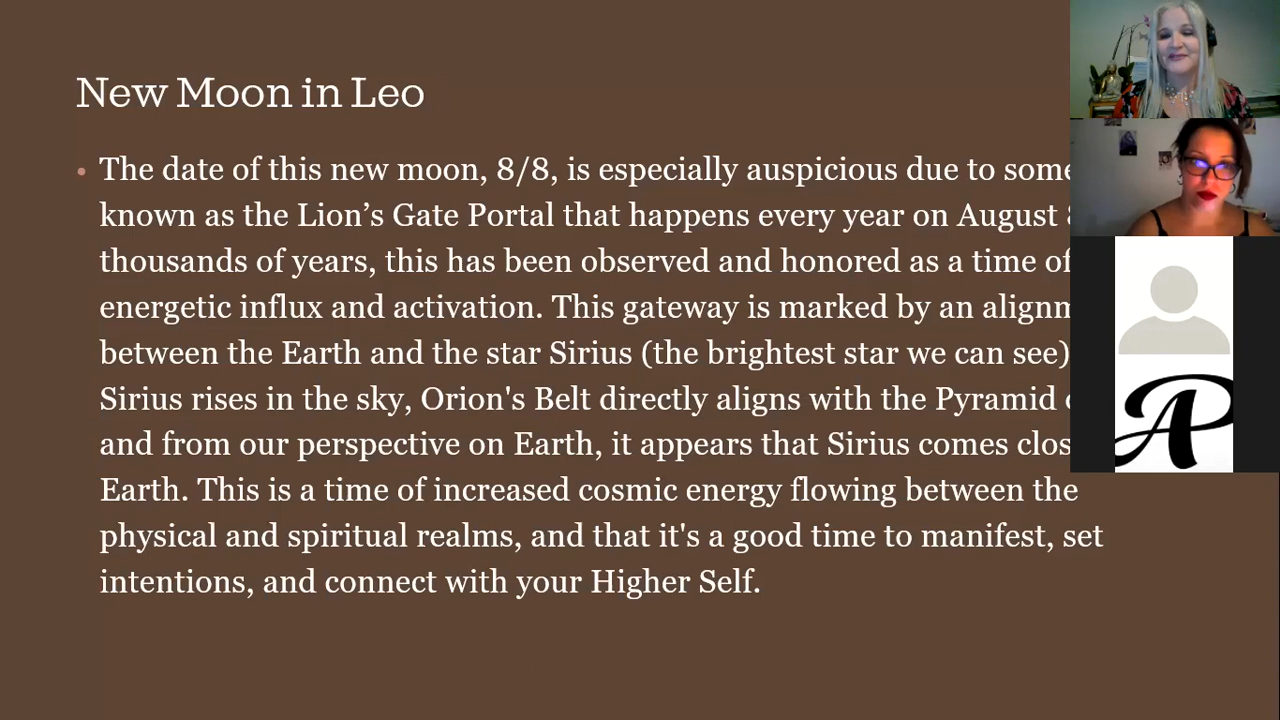 New Moon in Leo
The date of this new moon, 8/8, is especially auspicious due to some
known as the Lion's Gate Portal that happens every year on August
thousands of years, this has been observed and honored as a time of
energetic influx and activation. This gateway is marked by an alignm
between the Earth and the star Sirius (the brightest star we can see)
Sirius rises in the sky, Orion's Belt directly aligns with the Pyramid
and from our perspective on Earth, it appears that Sirius comes clos
Earth. This is a time of increased cosmic energy flowing between the
physical and spiritual realms, and that it's a good time to manifest, set
intentions, and connect with your Higher Self.
AP